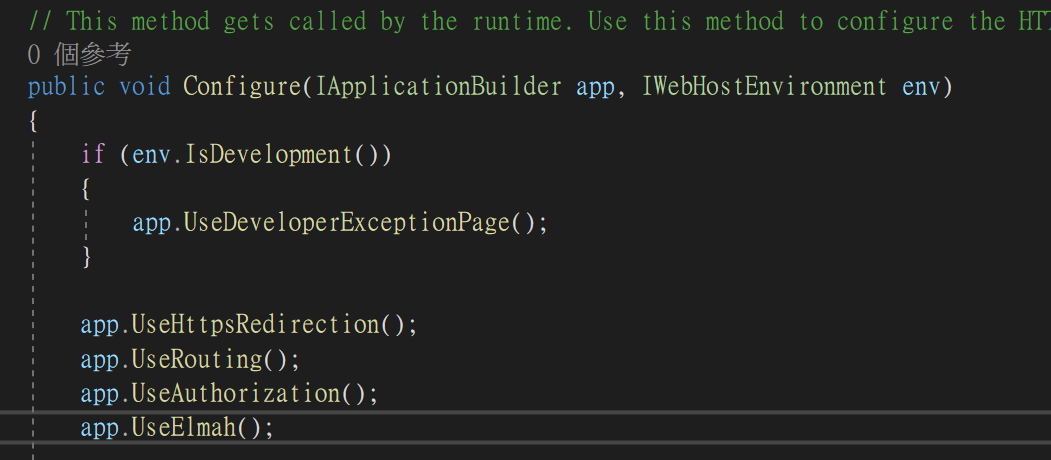 // This method gets called by the runtime. Use this method to configure the HT
0 個參考
public void Configure(IApplicationBuilder app, IWebHostEnvironment env)
{
if (env.IsDevelopment())
{
app.UseDeveloperExceptionPage();
}
app.UseHttpsRedirection();
app.UseRouting();
app.UseAuthorization();
app.UseElmah();